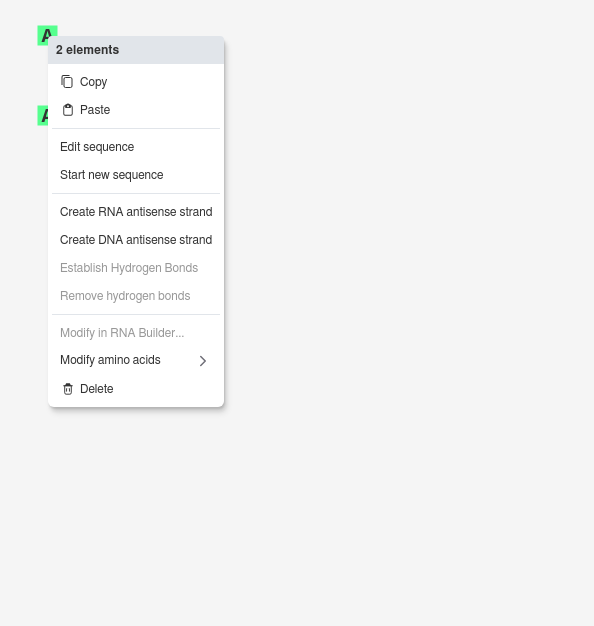 A
2 elements
Copy
Paste
A
Edit sequence
Start new sequence
Create RNA antisense strand
Create DNA antisense strand
Establish Hydrogen Bonds
Remove hydrogen bonds
Modify in RNA Builder...
Modify amino acids
Delete